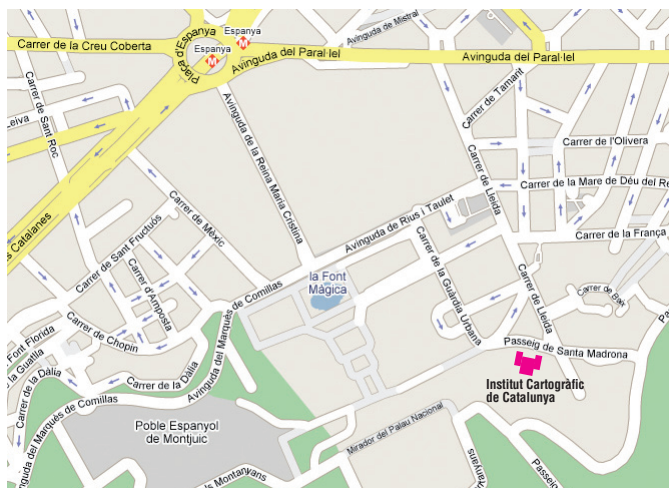 Avinguda de Mistral
Espanya
Carrer de la Creu Coberta
plaça d'Espanya
Espanya
M
M
Avinguda del Paral·lel
Avinguda del Paral·lel
Carrer de Tamarit
Leiva
Carrer de Sant Roc
Avinguda de la Reina Maria Cristina
Carrer de l'Olivera
Carrer de Lleida
Carrer de la Mare de Déu del Re
Avinguda de Rius i Taulet
Carrer de Mèxic
Carrer de la França
Carrer de Sant Fructuós
s Catalanes
Carrer de la Guàrdia Urbana
la Font
Màgica
Carrer d'Amposta
Carrer de Lleida
Avinguda del Marquès de Comillas
Font Florida
Carrer de Chopin
Passeig de Santa Madrona
de la Guatlla
Carrer de la Dàlia
Carrer de la Dàlia
Institut Cartogràfic
de Catalunya
Avinguda del Marquès de Comillas
Poble Espanyol
de Montjuic
Mirador del Palau Nacional
ls Montanyans
Passeig